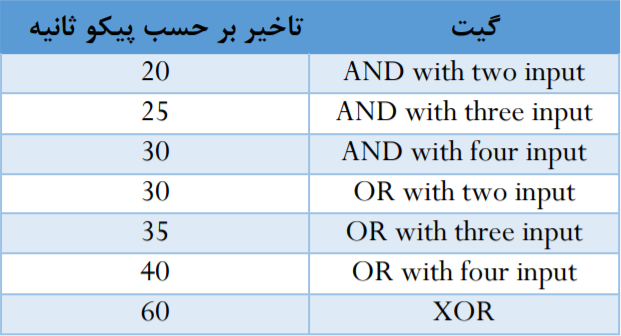 گیت تاخیر بر حسب پیکو ثانیه
AND with two input 20
AND with three input 25
AND with four input 30
OR with two input 30
OR with three input 35
OR with four input 40
XOR 60